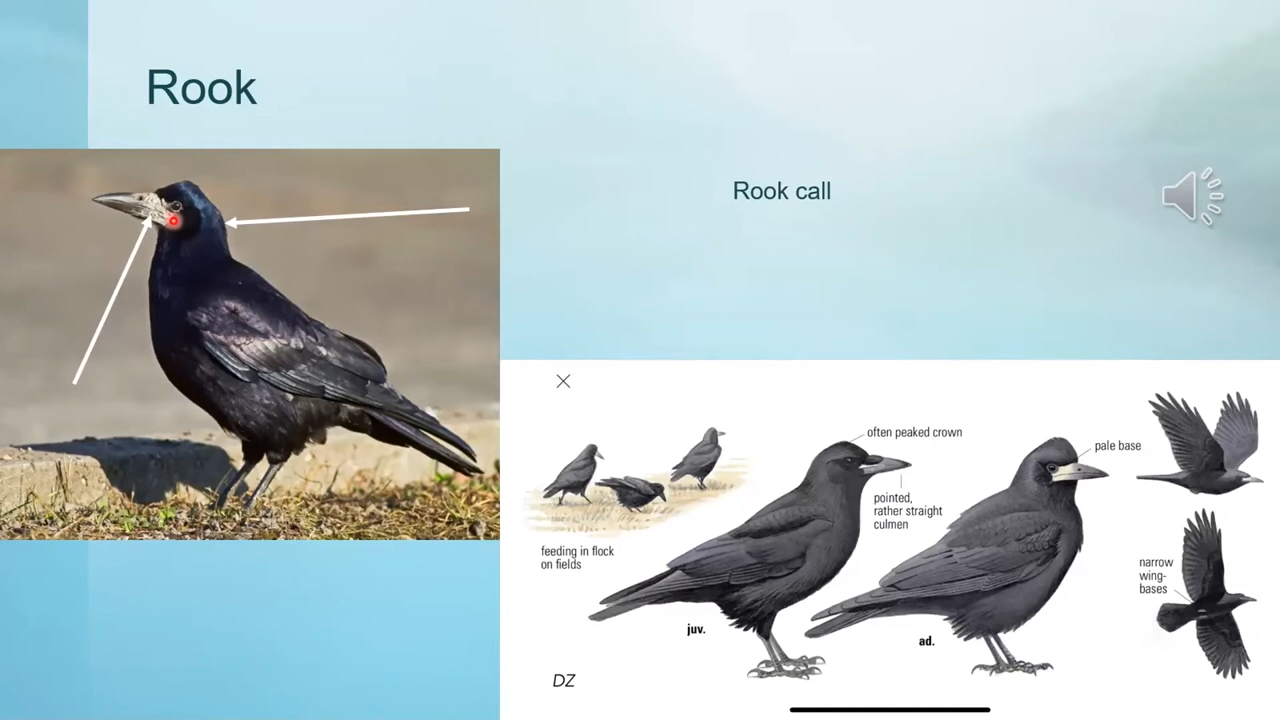 Rook
Rook call
often peaked crown
pale base
pointed,
rather straight
culmen
feeding in flock
on fields
narrow
wing-
bases
juv.
ad.
DZ